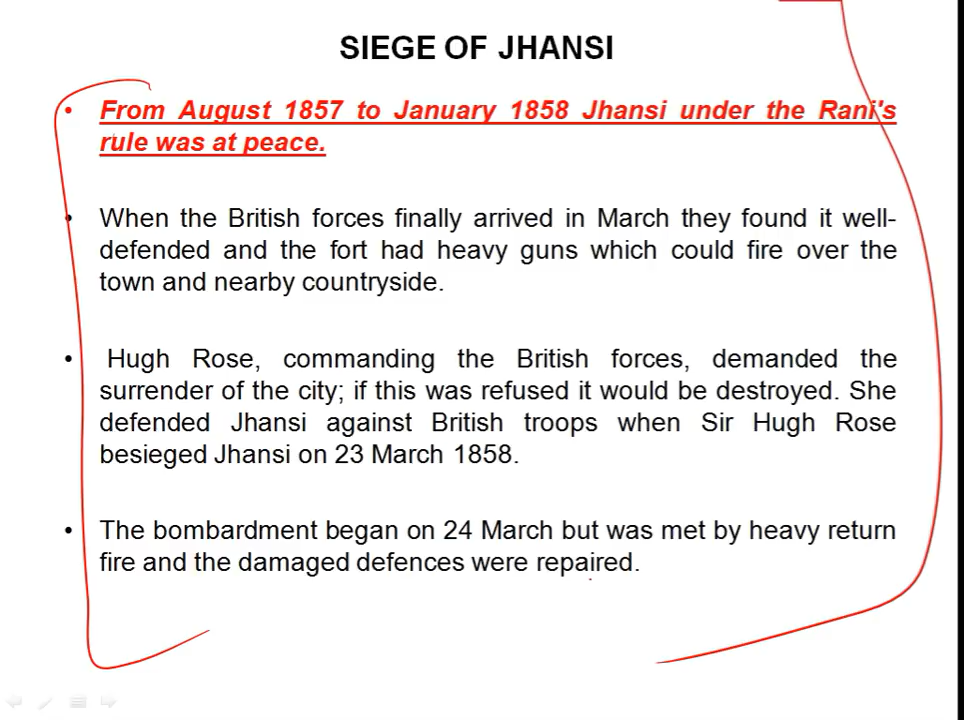 SIEGE OF JHANSI
• From August 1857 to January 1858 Jhansi under the Rani's
rule was at peace.
• When the British forces finally arrived in March they found it well-
defended and the fort had heavy guns which could fire over the
town and nearby countryside.
• Hugh Rose, commanding the British forces, demanded the
surrender of the city; if this was refused it would be destroyed. She
defended Jhansi against British troops when Sir Hugh Rose
besieged Jhansi on 23 March 1858.
• The bombardment began on 24 March but was met by heavy return
fire and the damaged defences were repaired.